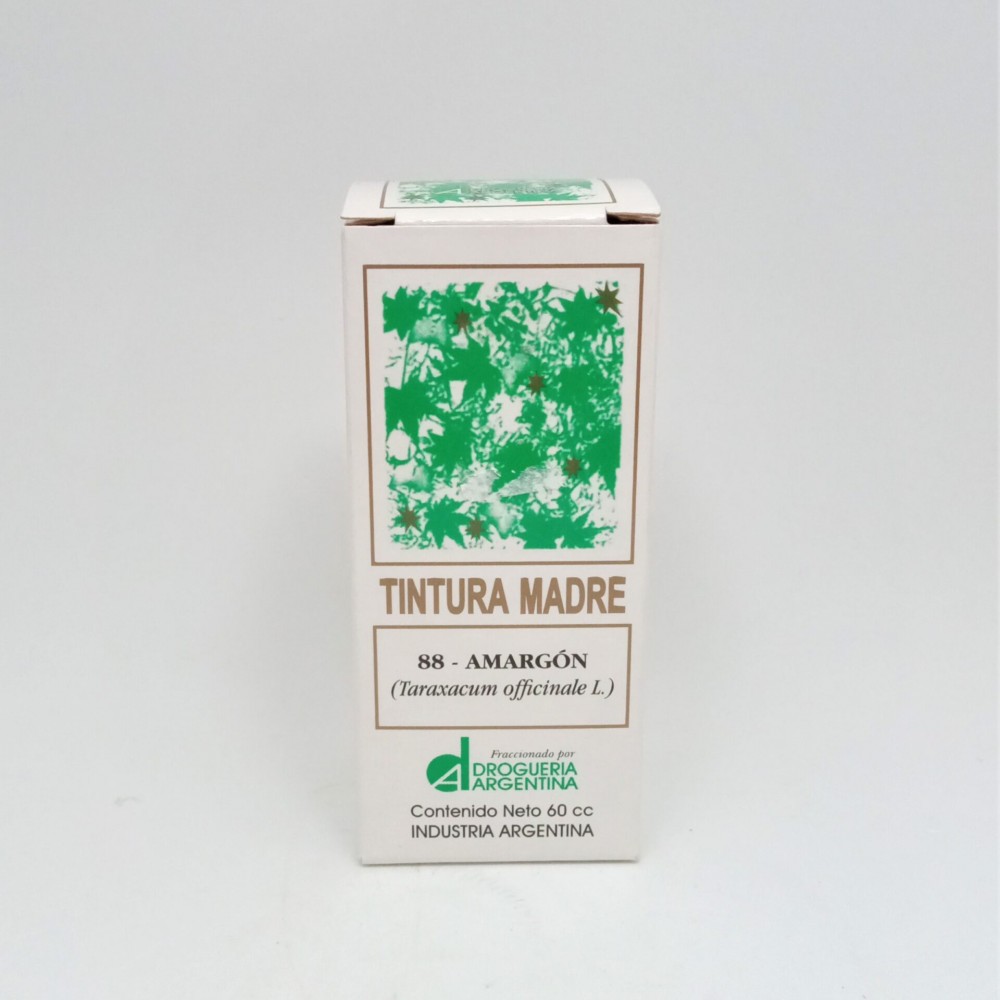 TINTURA MADRE
88 - AMARGÓN
(Taraxacum officinale L.)
Fraccionado por
DROGUERIA
ARGENTINA
Contenido Neto 60 cc
INDUSTRIA ARGENTINA